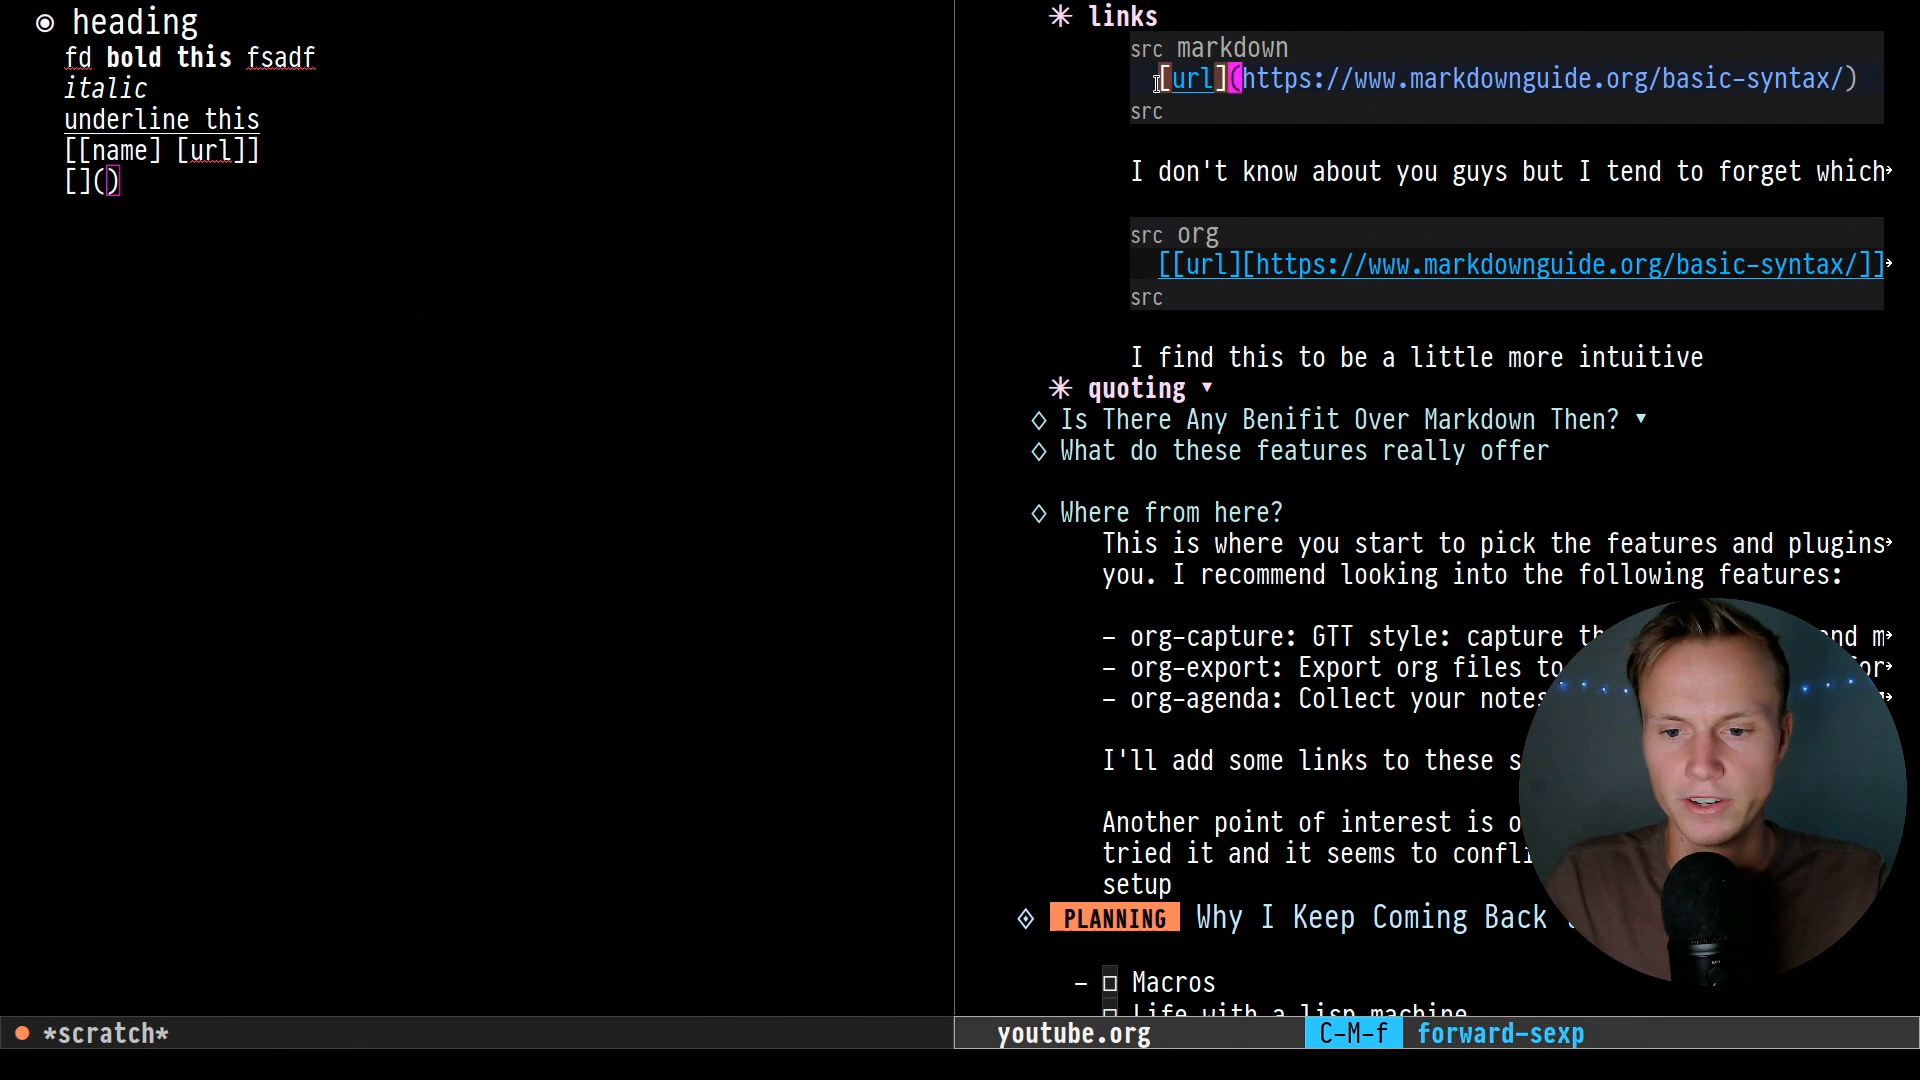 heading
fd bold this fsadf
italic
underline this
[[name] [url]]
[]()
*scratch*
links
src markdown
[url](https://www.markdownguide.org/basic-syntax/)
src
I don't know about you guys but I tend to forget which
src org
[[url][https://www.markdownguide.org/basic-syntax/]]
src
I find this to be a little more intuitive
quoting
Is There Any Benifit Over Markdown Then?
What do these features really offer
Where from here?
This is where you start to pick the features and plugins
you. I recommend looking into the following features:
- org-capture: GTT style: capture
- org-export: Export org files to
- org-agenda: Collect your notes
I'll add some links to these
Another point of interest is
tried it and it seems to
setup
PLANNING Why I Keep Coming Back
- □ Macros
□ Life with a lisp machine
youtube.org
C-M-f forward-sexp